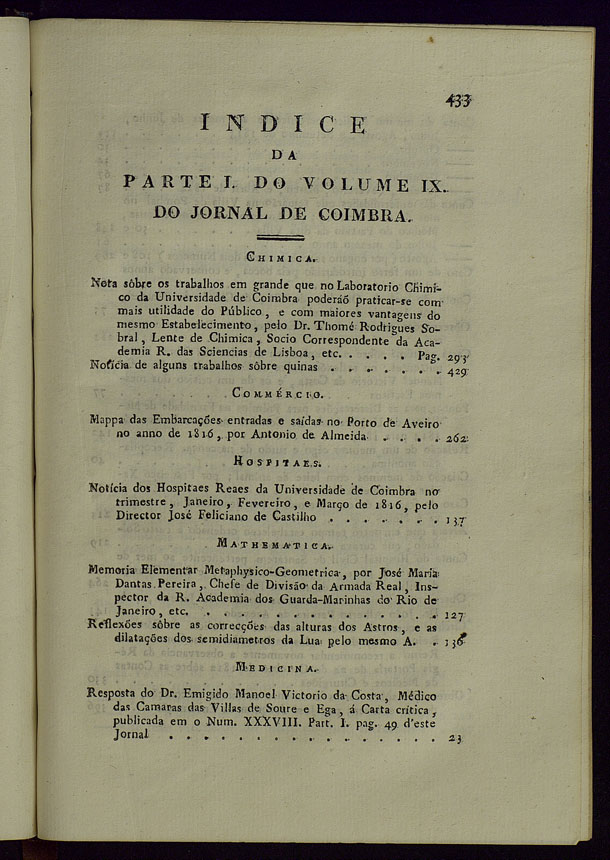 433
INDICE
DA
PARTE I. DO VOLUME IX.
DO JORNAL DE COIMBRA.
CHIMICA.
Nota sôbre os trabalhos em grande que no Laboratorio Chimi-
co da Universidade de Coimbra poderáõ praticar-se com
mais utilidade do Público, e com maiores vantagens do
mesmo Estabelecimento, pelo Dr. Thomé Rodrigues So-
bral, Lente de Chimica, Socio Correspondente da Aca-
demia R. das Sciencias de Lisboa, etc. . . . . Pag. 293
Notícia de alguns trabalhos sôbre quinas . . . . . . . 429
COMMÉRCIO.
Mappa das Embarcações entradas e saídas no Porto de Aveiro
no anno de 1816, por Antonio de Almeida . . . . 262
HOSPITAES.
Notícia dos Hospitaes Reaes da Universidade de Coimbra no
trimestre, Janeiro, Fevereiro, e Março de 1816, pelo
Director José Feliciano de Castilho . . . . . . . 137
MATHEMATICA.
Memoria Elementar Metaphysico-Geometrica, por José Maria
Dantas Pereira, Chefe de Divisão da Armada Real, Ins-
pector da R. Academia dos Guarda-Marinhas do Rio de
Janeiro, etc. . . . . . . . . . . . . . . 127
Reflexões sôbre as correcções das alturas dos Astros, e as
dilatações dos semidiametros da Lua pelo mesmo A. . 136
MEDICINA.
Resposta do Dr. Emigido Manoel Victorio da Costa, Médico
das Camaras das Villas de Soure e Ega, á Carta crítica,
publicada em o Num. XXXVIII. Part. I. pag. 49 d'este
Jornal . . . . . . . . . . . . . . . . 23